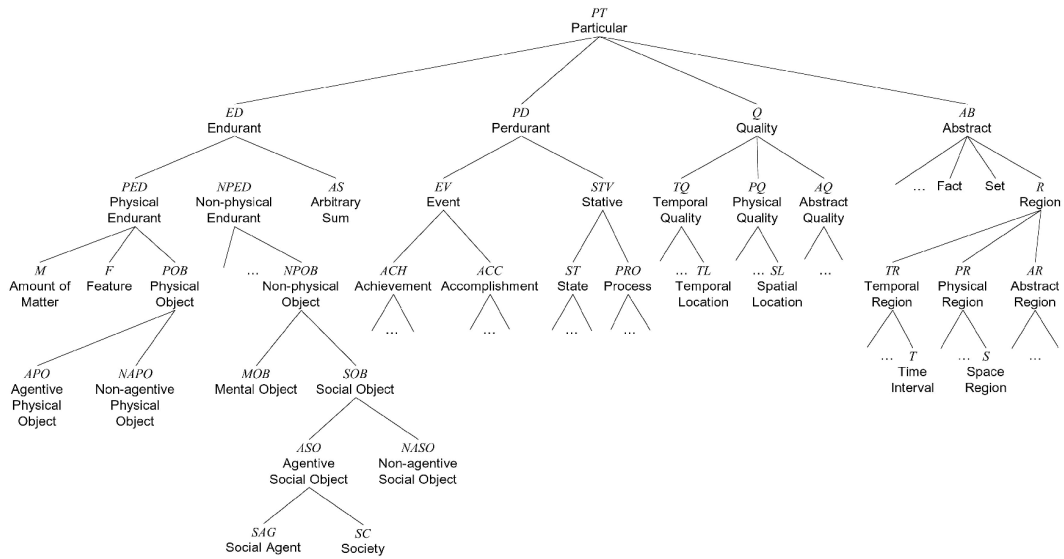 PT
Particular
ED PD Q AB
Endurant Perdurant Quality Abstract
PED NPED AS EV STV TQ PQ AQ … Fact Set R
Physical Non-physical Arbitrary Event Stative Temporal Physical Abstract Region
Endurant Endurant Sum Quality Quality Quality
M F POB … NPOB ACH ACC ST PRO … TL … SL … TR PR AR
Amount of Feature Physical Non-physical Achievement Accomplishment State Process Temporal Spatial Temporal Physical Abstract
Matter Object Object Location Location Region Region Region
… … … …
… T … S …
APO NAPO MOB SOB Time Space
Agentive Non-agentive Mental Object Social Object Interval Region
Physical Physical
Object Object
ASO NASO
Agentive Non-agentive
Social Object Social Object
SAG SC
Social Agent Society